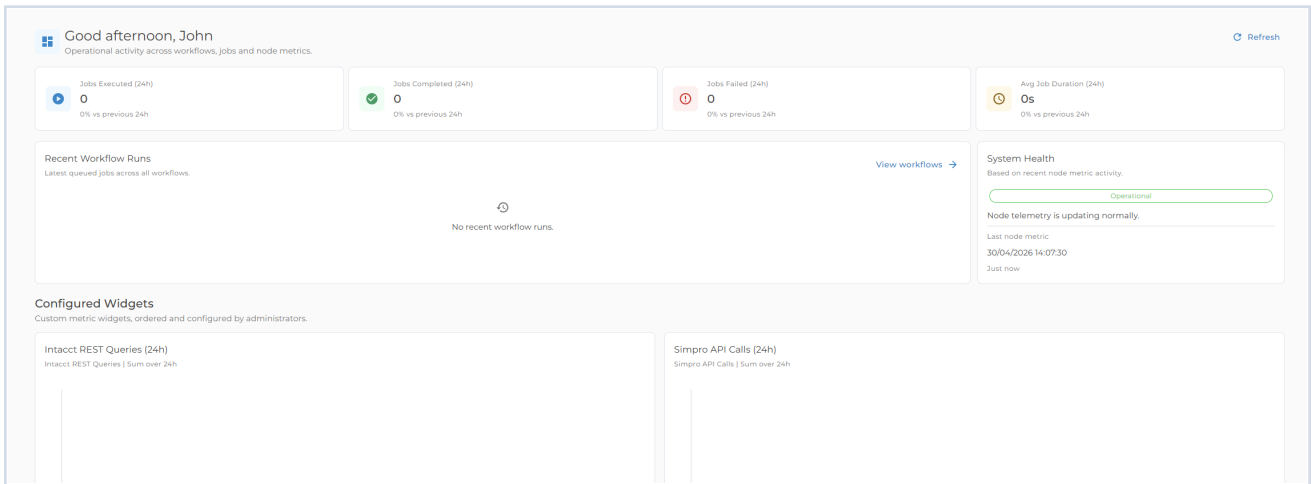 Good afternoon, John
Operational activity across workflows, jobs and node metrics.
Refresh
Jobs Executed (24h)
0
0% vs previous 24h
Jobs Completed (24h)
0
0% vs previous 24h
Jobs Failed (24h)
0
0% vs previous 24h
Avg Job Duration (24h)
0s
0% vs previous 24h
Recent Workflow Runs
Latest queued jobs across all workflows.
View workflows
No recent workflow runs.
System Health
Based on recent node metric activity.
Operational
Node telemetry is updating normally.
Last node metric
30/04/2026 14:07:30
Just now
Configured Widgets
Custom metric widgets, ordered and configured by administrators.
Intacct REST Queries (24h)
Intacct REST Queries | Sum over 24h
Simpro API Calls (24h)
Simpro API Calls | Sum over 24h